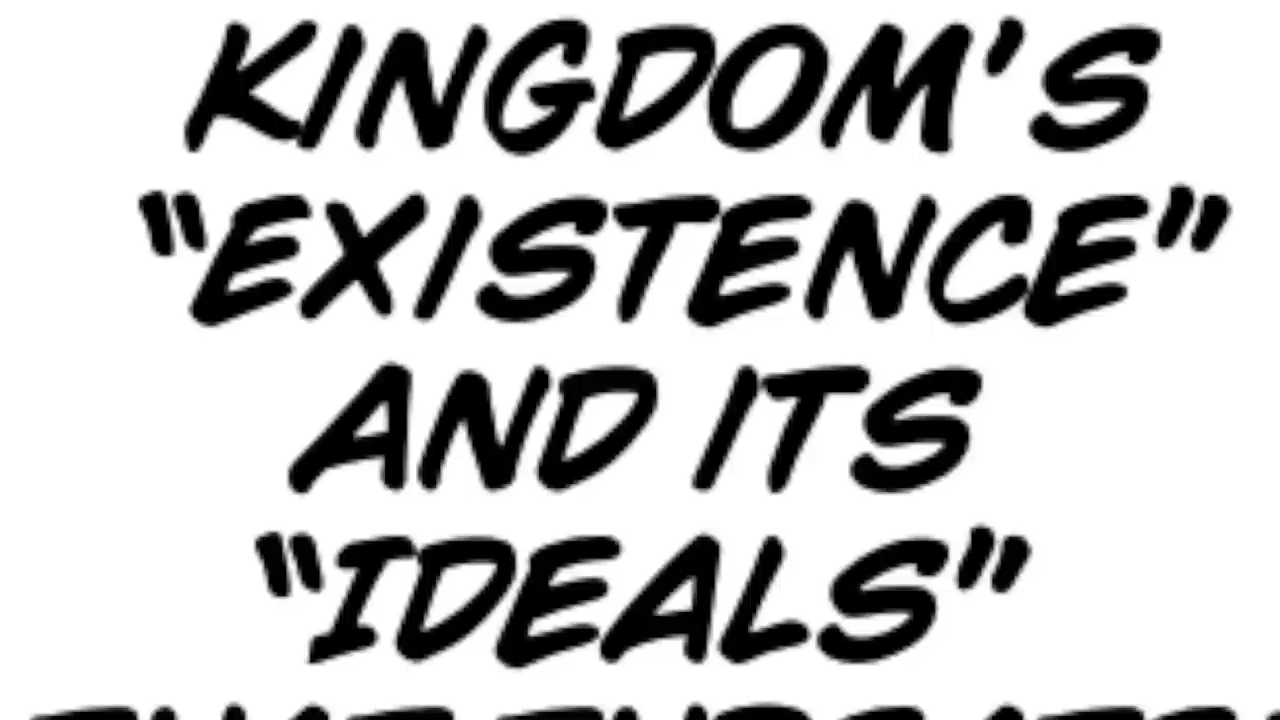 KINGDOM'S
“EXISTENCE”
AND ITS
“IDEALS”